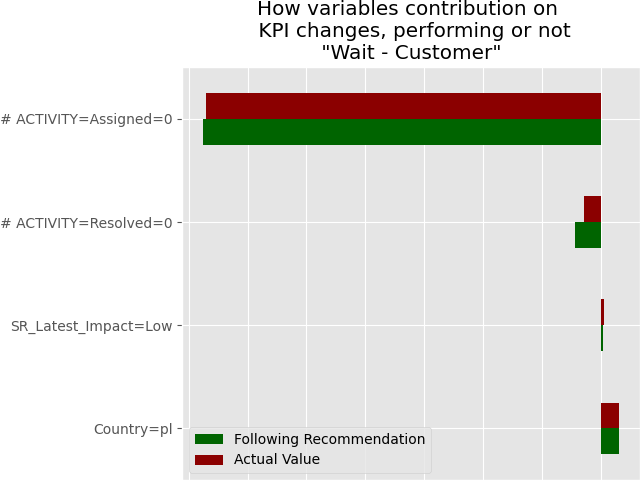 How variables contribution on
KPI changes, performing or not
"Wait - Customer"
# ACTIVITY=Assigned=0
# ACTIVITY=Resolved=0
SR_Latest_Impact=Low
Country=pl
Following Recommendation
Actual Value